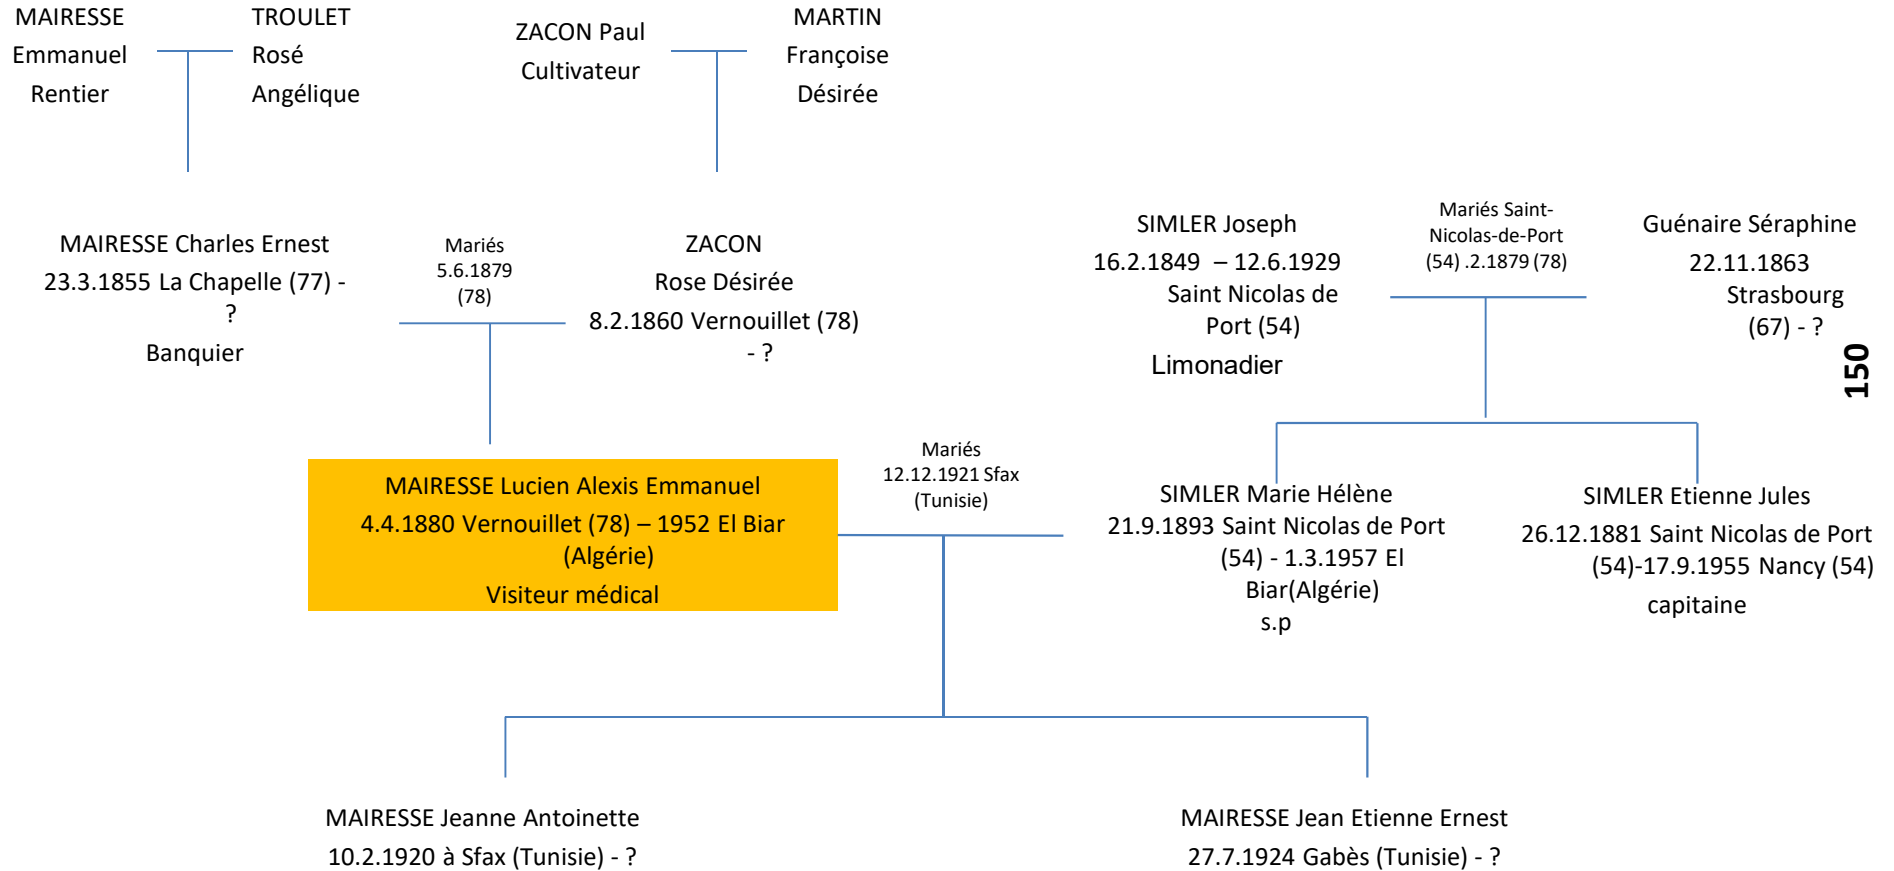 MAIRESSE
Emmanuel
Rentier
TROULET
Rosé
Angélique
ZACON Paul
Cultivateur
MARTIN
Françoise
Désirée
MAIRESSE Charles Ernest
23.3.1855 La Chapelle (77) -
?
Banquier
Mariés
5.6.1879
(78)
ZACON
Rose Désirée
8.2.1860 Vernouillet (78)
- ?
SIMLER Joseph
16.2.1849 – 12.6.1929
Saint Nicolas de
Port (54)
Limonadier
Mariés Saint-
Nicolas-de-Port
(54) .2.1879 (78)
Guénaire Séraphine
22.11.1863
Strasbourg
(67) - ?
150
MAIRESSE Lucien Alexis Emmanuel
4.4.1880 Vernouillet (78) – 1952 El Biar
(Algérie)
Visiteur médical
Mariés
12.12.1921 Sfax
(Tunisie)
SIMLER Marie Hélène
21.9.1893 Saint Nicolas de Port
(54) - 1.3.1957 El
Biar(Algérie)
s.p
SIMLER Etienne Jules
26.12.1881 Saint Nicolas de Port
(54)-17.9.1955 Nancy (54)
capitaine
MAIRESSE Jeanne Antoinette
10.2.1920 à Sfax (Tunisie) - ?
MAIRESSE Jean Etienne Ernest
27.7.1924 Gabès (Tunisie) - ?